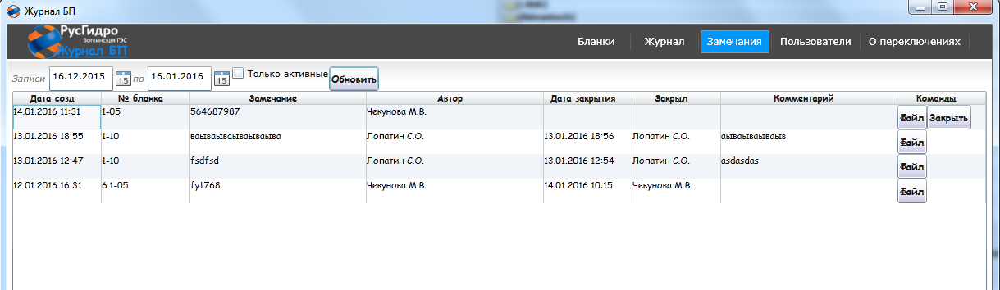 Журнал БП
РусГидро
Воткинская ГЭС
Журнал БП
Бланки Журнал Замечания Пользователи О переключениях
Записи 16.12.2015 15 по 16.01.2016 15 Только активные Обновить
Дата созд № бланка Замечание Автор Дата закрытия Закрыл Комментарий Команды
14.01.2016 11:31 1-05 564687987 Чекунова М.В. Файл Закрыть
13.01.2016 18:55 1-10 ваываываываываыва Лопатин С.О. 13.01.2016 18:56 Лопатин С.О. аываываываыв Файл
13.01.2016 12:47 1-10 fsdfsd Лопатин С.О. 13.01.2016 12:54 Лопатин С.О. asdasdas Файл
12.01.2016 16:31 6.1-05 fyt768 Чекунова М.В. 14.01.2016 10:15 Чекунова М.В. Файл